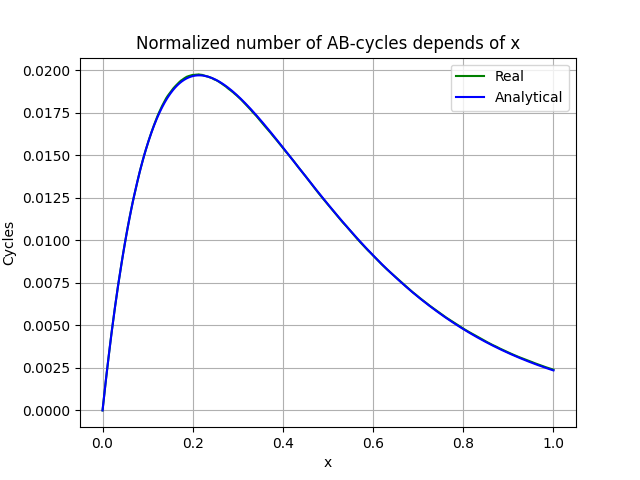 Normalized number of AB-cycles depends of x
Real
Analytical
Cycles
0.0200
0.0175
0.0150
0.0125
0.0100
0.0075
0.0050
0.0025
0.0000
0.0 0.2 0.4 0.6 0.8 1.0
x